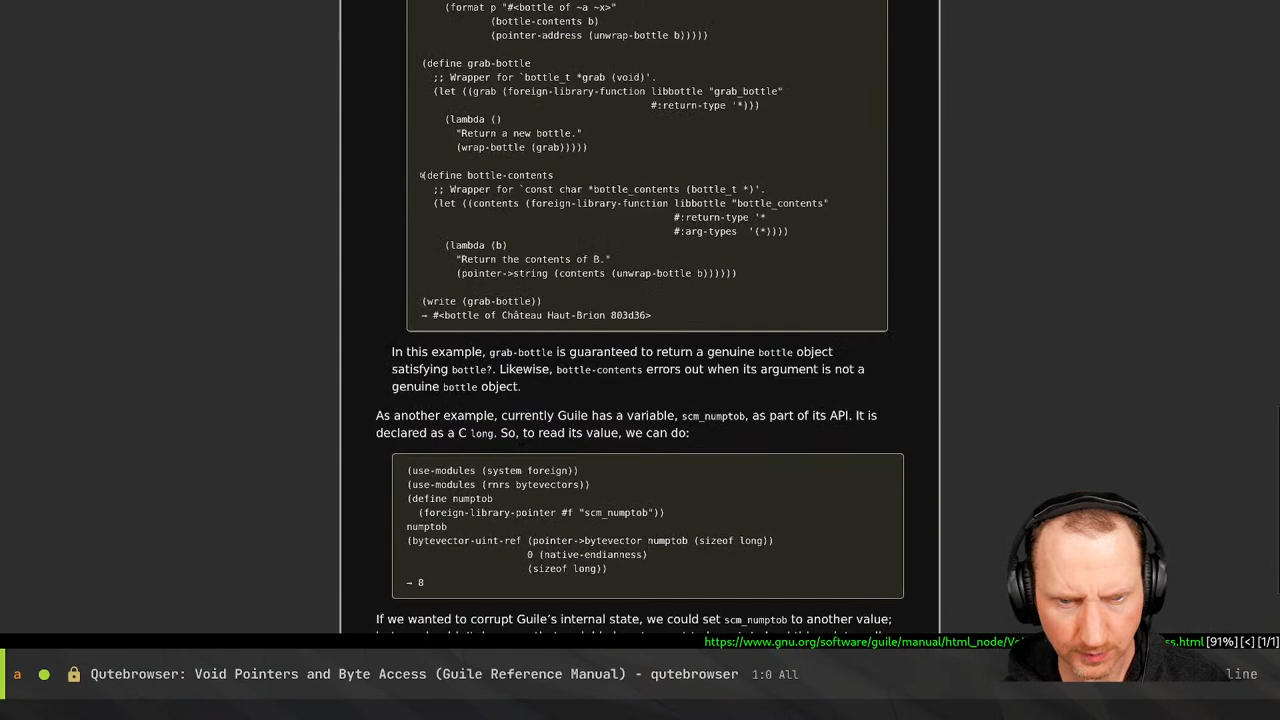 (format p "#<bottle of ~a ~x>"
(bottle-contents b)
(pointer-address (unwrap-bottle b)))))
(define grab-bottle
;; Wrapper for `bottle_t *grab (void)'.
(let ((grab (foreign-library-function libbottle "grab_bottle"
#:return-type '*)))
(lambda ()
"Return a new bottle."
(wrap-bottle (grab)))))
(define bottle-contents
;; Wrapper for `const char *bottle_contents (bottle_t *)'.
(let ((contents (foreign-library-function libbottle "bottle_contents"
#:return-type '*
#:arg-types '(*))))
(lambda (b)
"Return the contents of B."
(pointer->string (contents (unwrap-bottle b))))))
(write (grab-bottle))
→ #<bottle of Château Haut-Brion 803d36>
In this example, grab-bottle is guaranteed to return a genuine bottle object
satisfying bottle?. Likewise, bottle-contents errors out when its argument is not a
genuine bottle object.
As another example, currently Guile has a variable, scm_numptob, as part of its API. It is
declared as a C long. So, to read its value, we can do:
(use-modules (system foreign))
(use-modules (rnrs bytevectors))
(define numptob
(foreign-library-pointer #f "scm_numptob"))
numptob
(bytevector-uint-ref (pointer->bytevector numptob (sizeof long))
0 (native-endianness)
(sizeof long))
→ 8
If we wanted to corrupt Guile's internal state, we could set scm_numptob to another value;
https://www.gnu.org/software/guile/manual/html_node/Vo s.html [91%][<][1/1]
a Qutebrowser: Void Pointers and Byte Access (Guile Reference Manual) - qutebrowser 1:0 All line